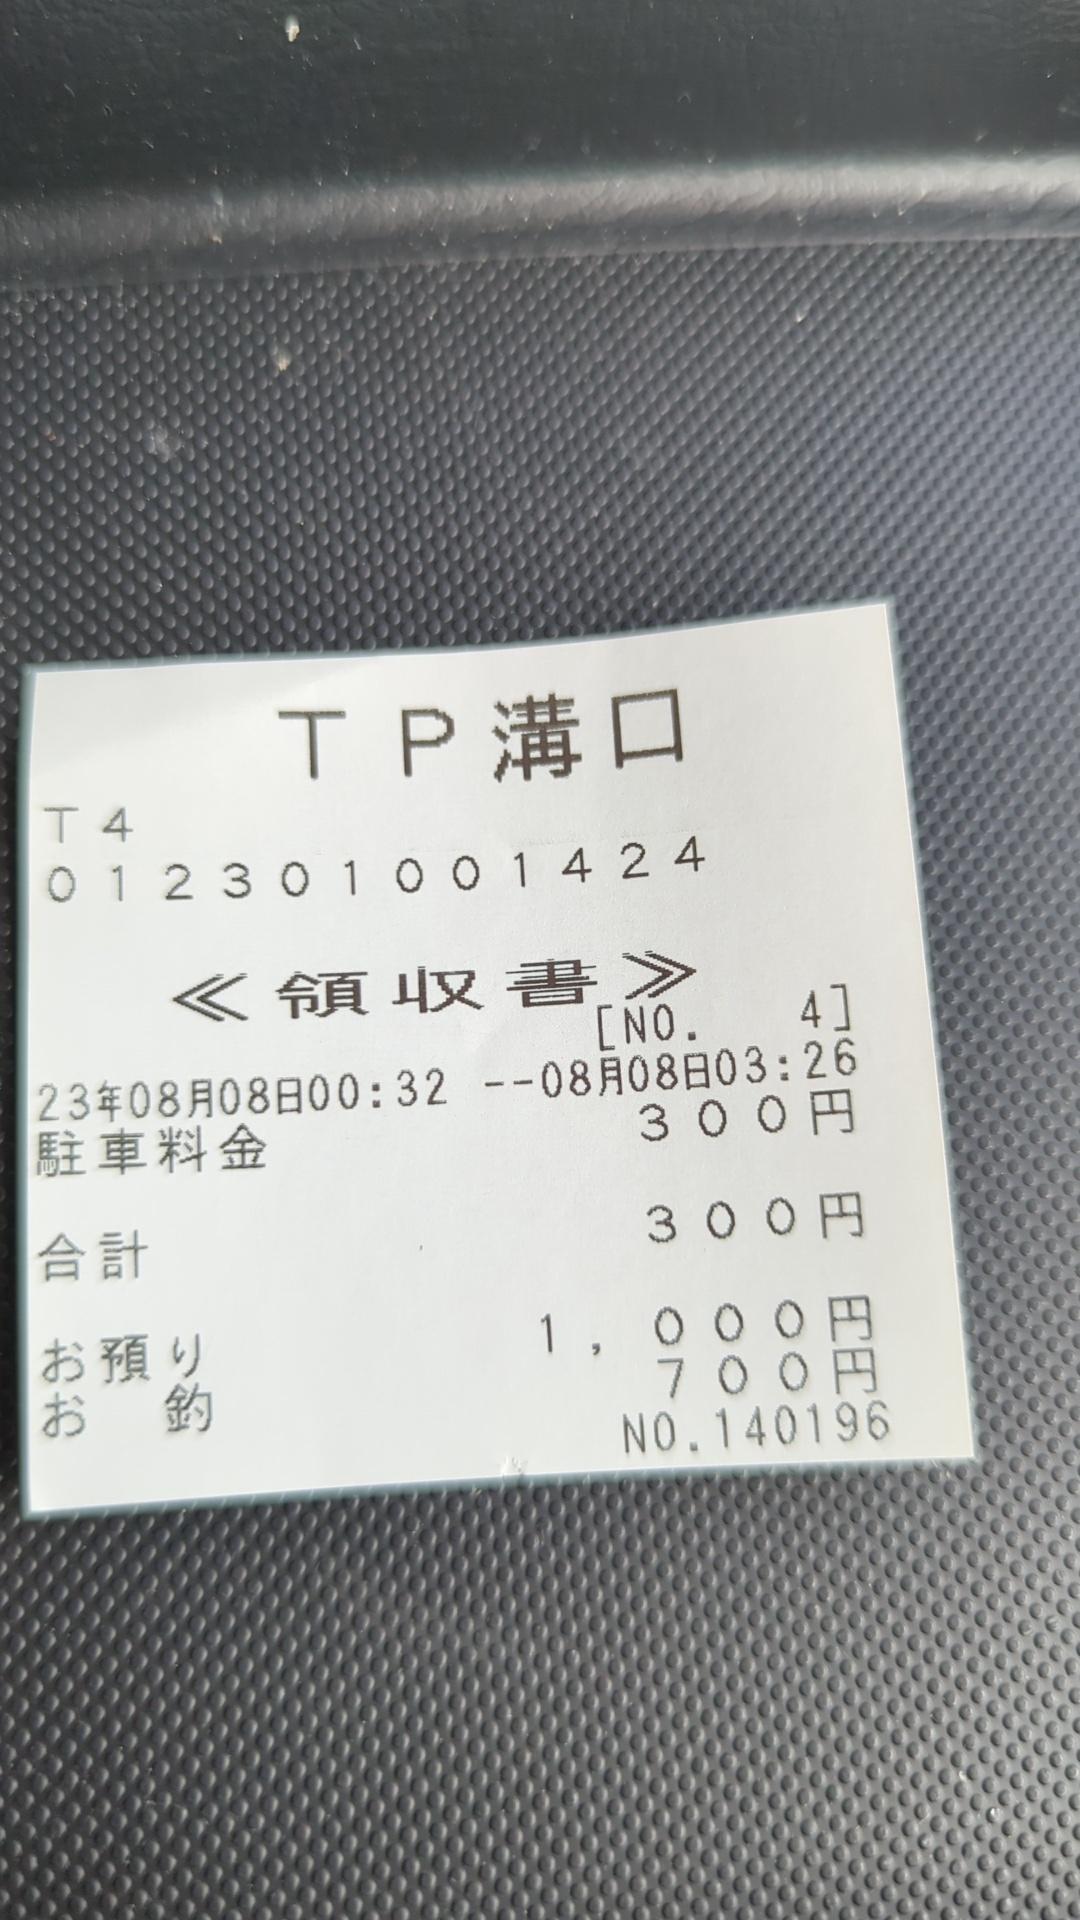 TP溝口
T4
012301001424
≪領収書≫
[NO. 4]
23年08月08日00:32 --08月08日03:26
駐車料金 300円
合計 300円
お預り 1,000円
お 釣 700円
NO.140196